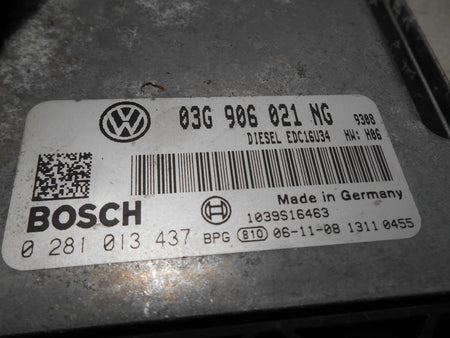 03G 906 021 NG 9308
DIESEL EDC16U34 HW: H06
Made in Germany
BOSCH 1039S16463
0 281 013 437 BPG 810 06-11-08 1311 0455